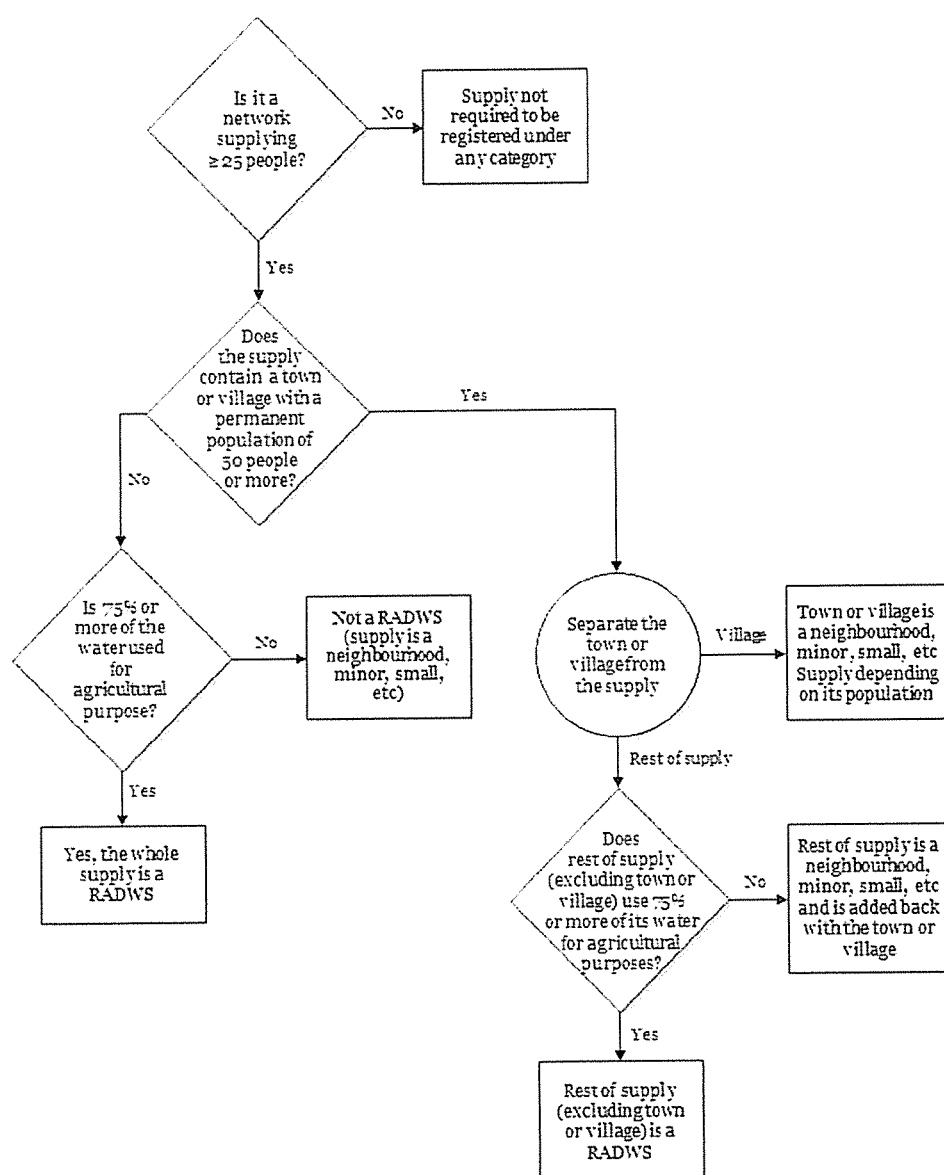 Is it a
network
supplying
≥25 people?
No
Supply not
required to be
registered under
any category
Yes
Does
the supply
contain a town
or village with a
permanent
population of
50 people
or more?
Yes
No
Is 75% or
more of the
water used
for
agricultural
purpose?
No
Not a RADWS
(supply is a
neighbourhood,
minor, small,
etc)
Yes
Yes, the whole
supply is a
RADWS
Separate the
town or
village from
the supply
Village
Town or village is
a neighbourhood,
minor, small, etc
Supply depending
on its population
Rest of supply
Does
rest of supply
(excluding town or
village) use 75%
or more of its water
for agricultural
purposes?
No
Rest of supply is a
neighbourhood,
minor, small, etc
and is added back
with the town or
village
Yes
Rest of supply
(excluding town
or village) is a
RADWS